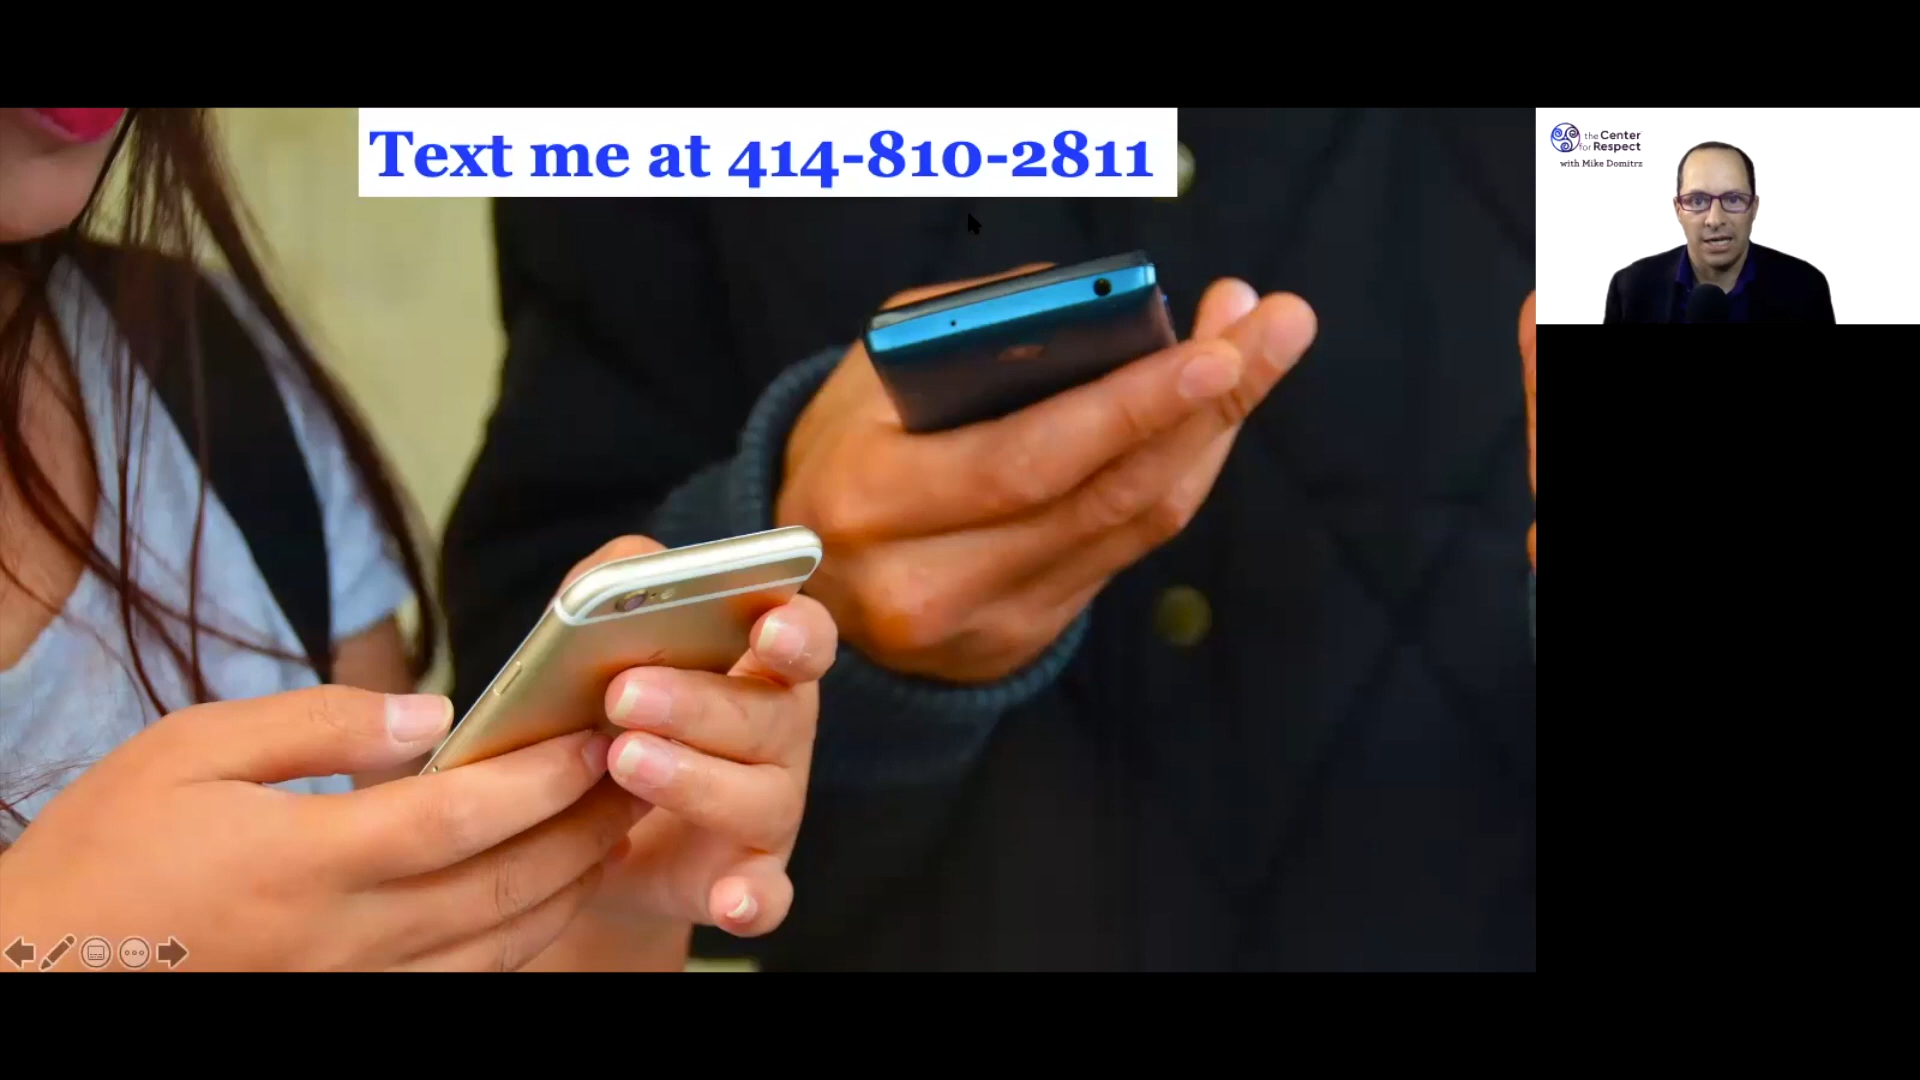 Text me at 414-810-2811
the Center
for Respect
with Mike Domitrz